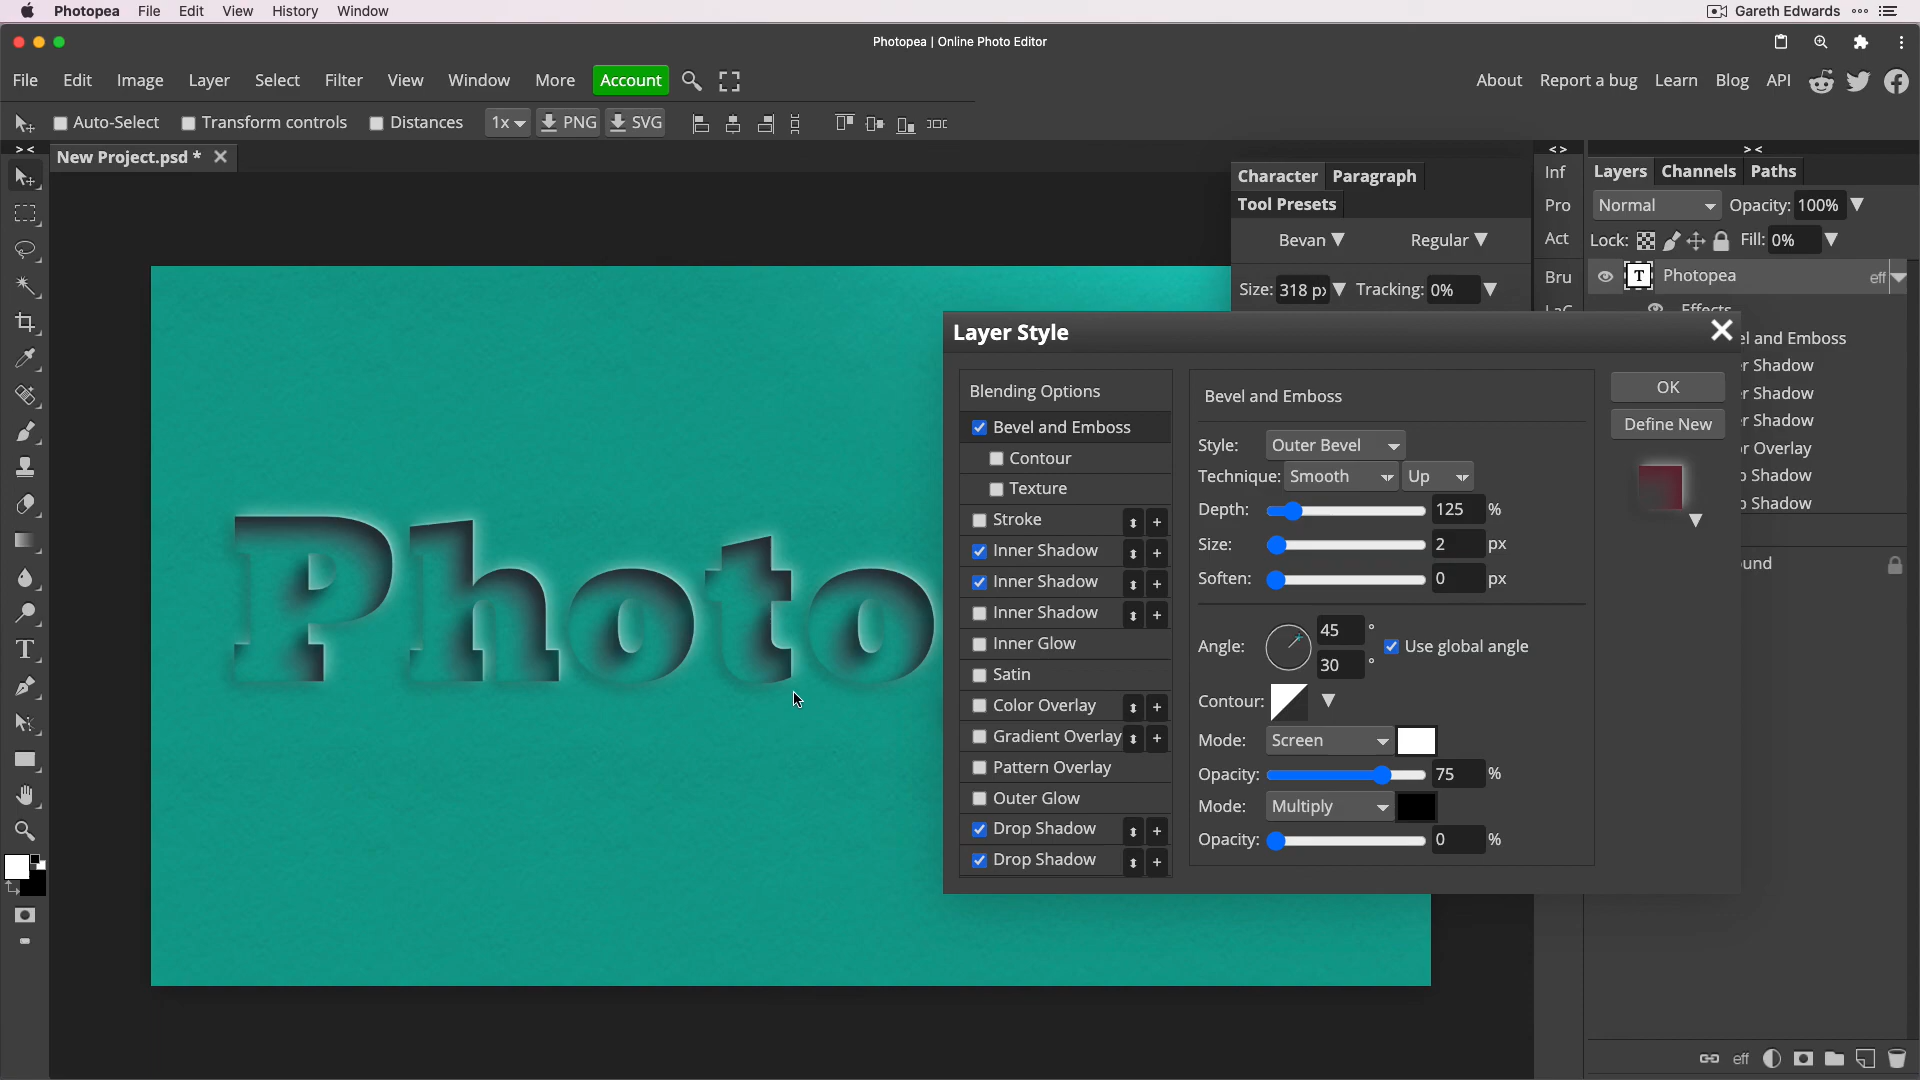 Photopea File Edit View History Window
Gareth Edwards
Photopea | Online Photo Editor
File Edit Image Layer Select Filter View Window More Account
About Report a bug Learn Blog API
Auto-Select Transform controls Distances 1x PNG SVG
New Project.psd *
Character Paragraph
Tool Presets
Bevan Regular
Size: 318 px Tracking: 0%
Inf
Pro
Act
Bru
Layers Channels Paths
Normal Opacity: 100%
Lock: Fill: 0%
T Photopea eff
Effects
el and Emboss
r Shadow
r Shadow
r Shadow
r Overlay
p Shadow
p Shadow
ound
Photo
Layer Style
Blending Options
Bevel and Emboss
Contour
Texture
Stroke
Inner Shadow
Inner Shadow
Inner Shadow
Inner Glow
Satin
Color Overlay
Gradient Overlay
Pattern Overlay
Outer Glow
Drop Shadow
Drop Shadow
Bevel and Emboss
Style: Outer Bevel
Technique: Smooth Up
Depth: 125 %
Size: 2 px
Soften: 0 px
Angle: 45 °
30 °
Use global angle
Contour:
Mode: Screen
Opacity: 75 %
Mode: Multiply
Opacity: 0 %
OK
Define New
eff